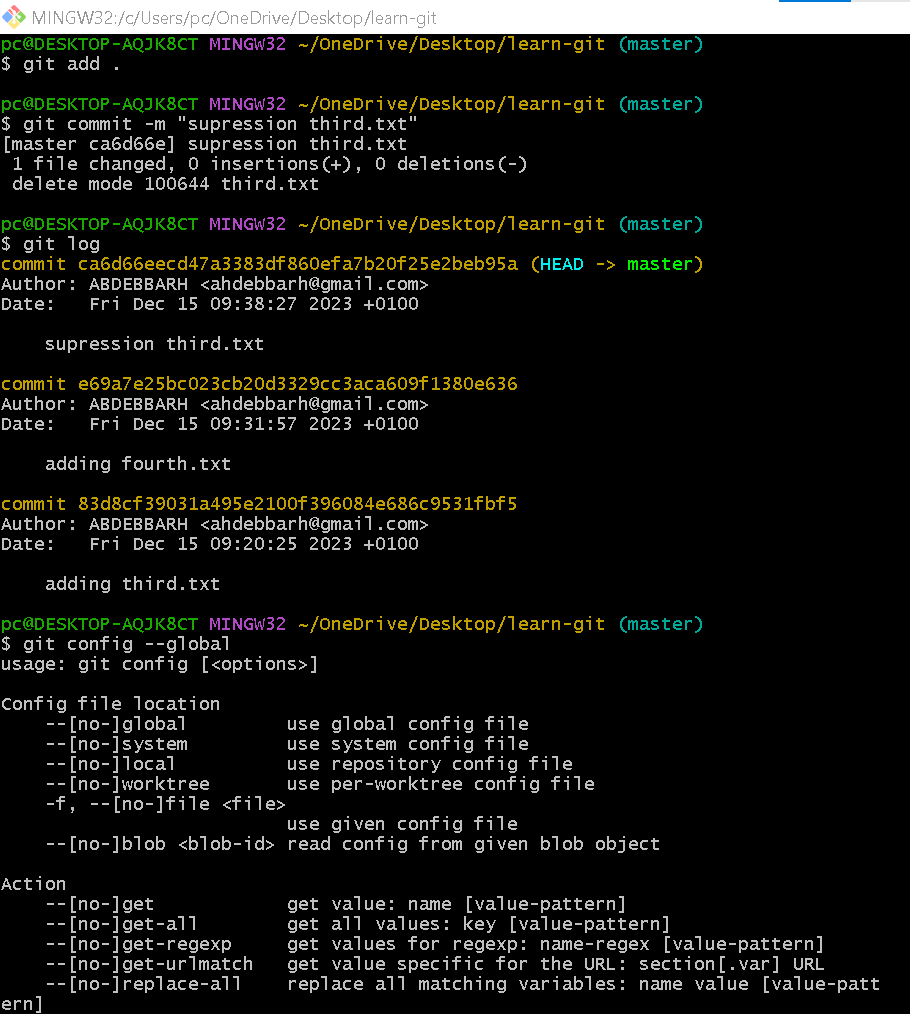 MINGW32:/c/Users/pc/OneDrive/Desktop/learn-git
pc@DESKTOP-AQJK8CT MINGW32 ~/OneDrive/Desktop/learn-git (master)
$ git add .
pc@DESKTOP-AQJK8CT MINGW32 ~/OneDrive/Desktop/learn-git (master)
$ git commit -m "supression third.txt"
[master ca6d66e] supression third.txt
 1 file changed, 0 insertions(+), 0 deletions(-)
 delete mode 100644 third.txt
pc@DESKTOP-AQJK8CT MINGW32 ~/OneDrive/Desktop/learn-git (master)
$ git log
commit ca6d66eecd47a3383df860efa7b20f25e2beb95a (HEAD -> master)
Author: ABDEBBARH <ahdebbarh@gmail.com>
Date:   Fri Dec 15 09:38:27 2023 +0100
    supression third.txt
commit e69a7e25bc023cb20d3329cc3aca609f1380e636
Author: ABDEBBARH <ahdebbarh@gmail.com>
Date:   Fri Dec 15 09:31:57 2023 +0100
    adding fourth.txt
commit 83d8cf39031a495e2100f396084e686c9531fbf5
Author: ABDEBBARH <ahdebbarh@gmail.com>
Date:   Fri Dec 15 09:20:25 2023 +0100
    adding third.txt
pc@DESKTOP-AQJK8CT MINGW32 ~/OneDrive/Desktop/learn-git (master)
$ git config --global
usage: git config [<options>]
Config file location
    --[no-]global         use global config file
    --[no-]system         use system config file
    --[no-]local          use repository config file
    --[no-]worktree       use per-worktree config file
    -f, --[no-]file <file>
                          use given config file
    --[no-]blob <blob-id> read config from given blob object
Action
    --[no-]get            get value: name [value-pattern]
    --[no-]get-all        get all values: key [value-pattern]
    --[no-]get-regexp     get values for regexp: name-regex [value-pattern]
    --[no-]get-urlmatch   get value specific for the URL: section[.var] URL
    --[no-]replace-all    replace all matching variables: name value [value-patt
ern]